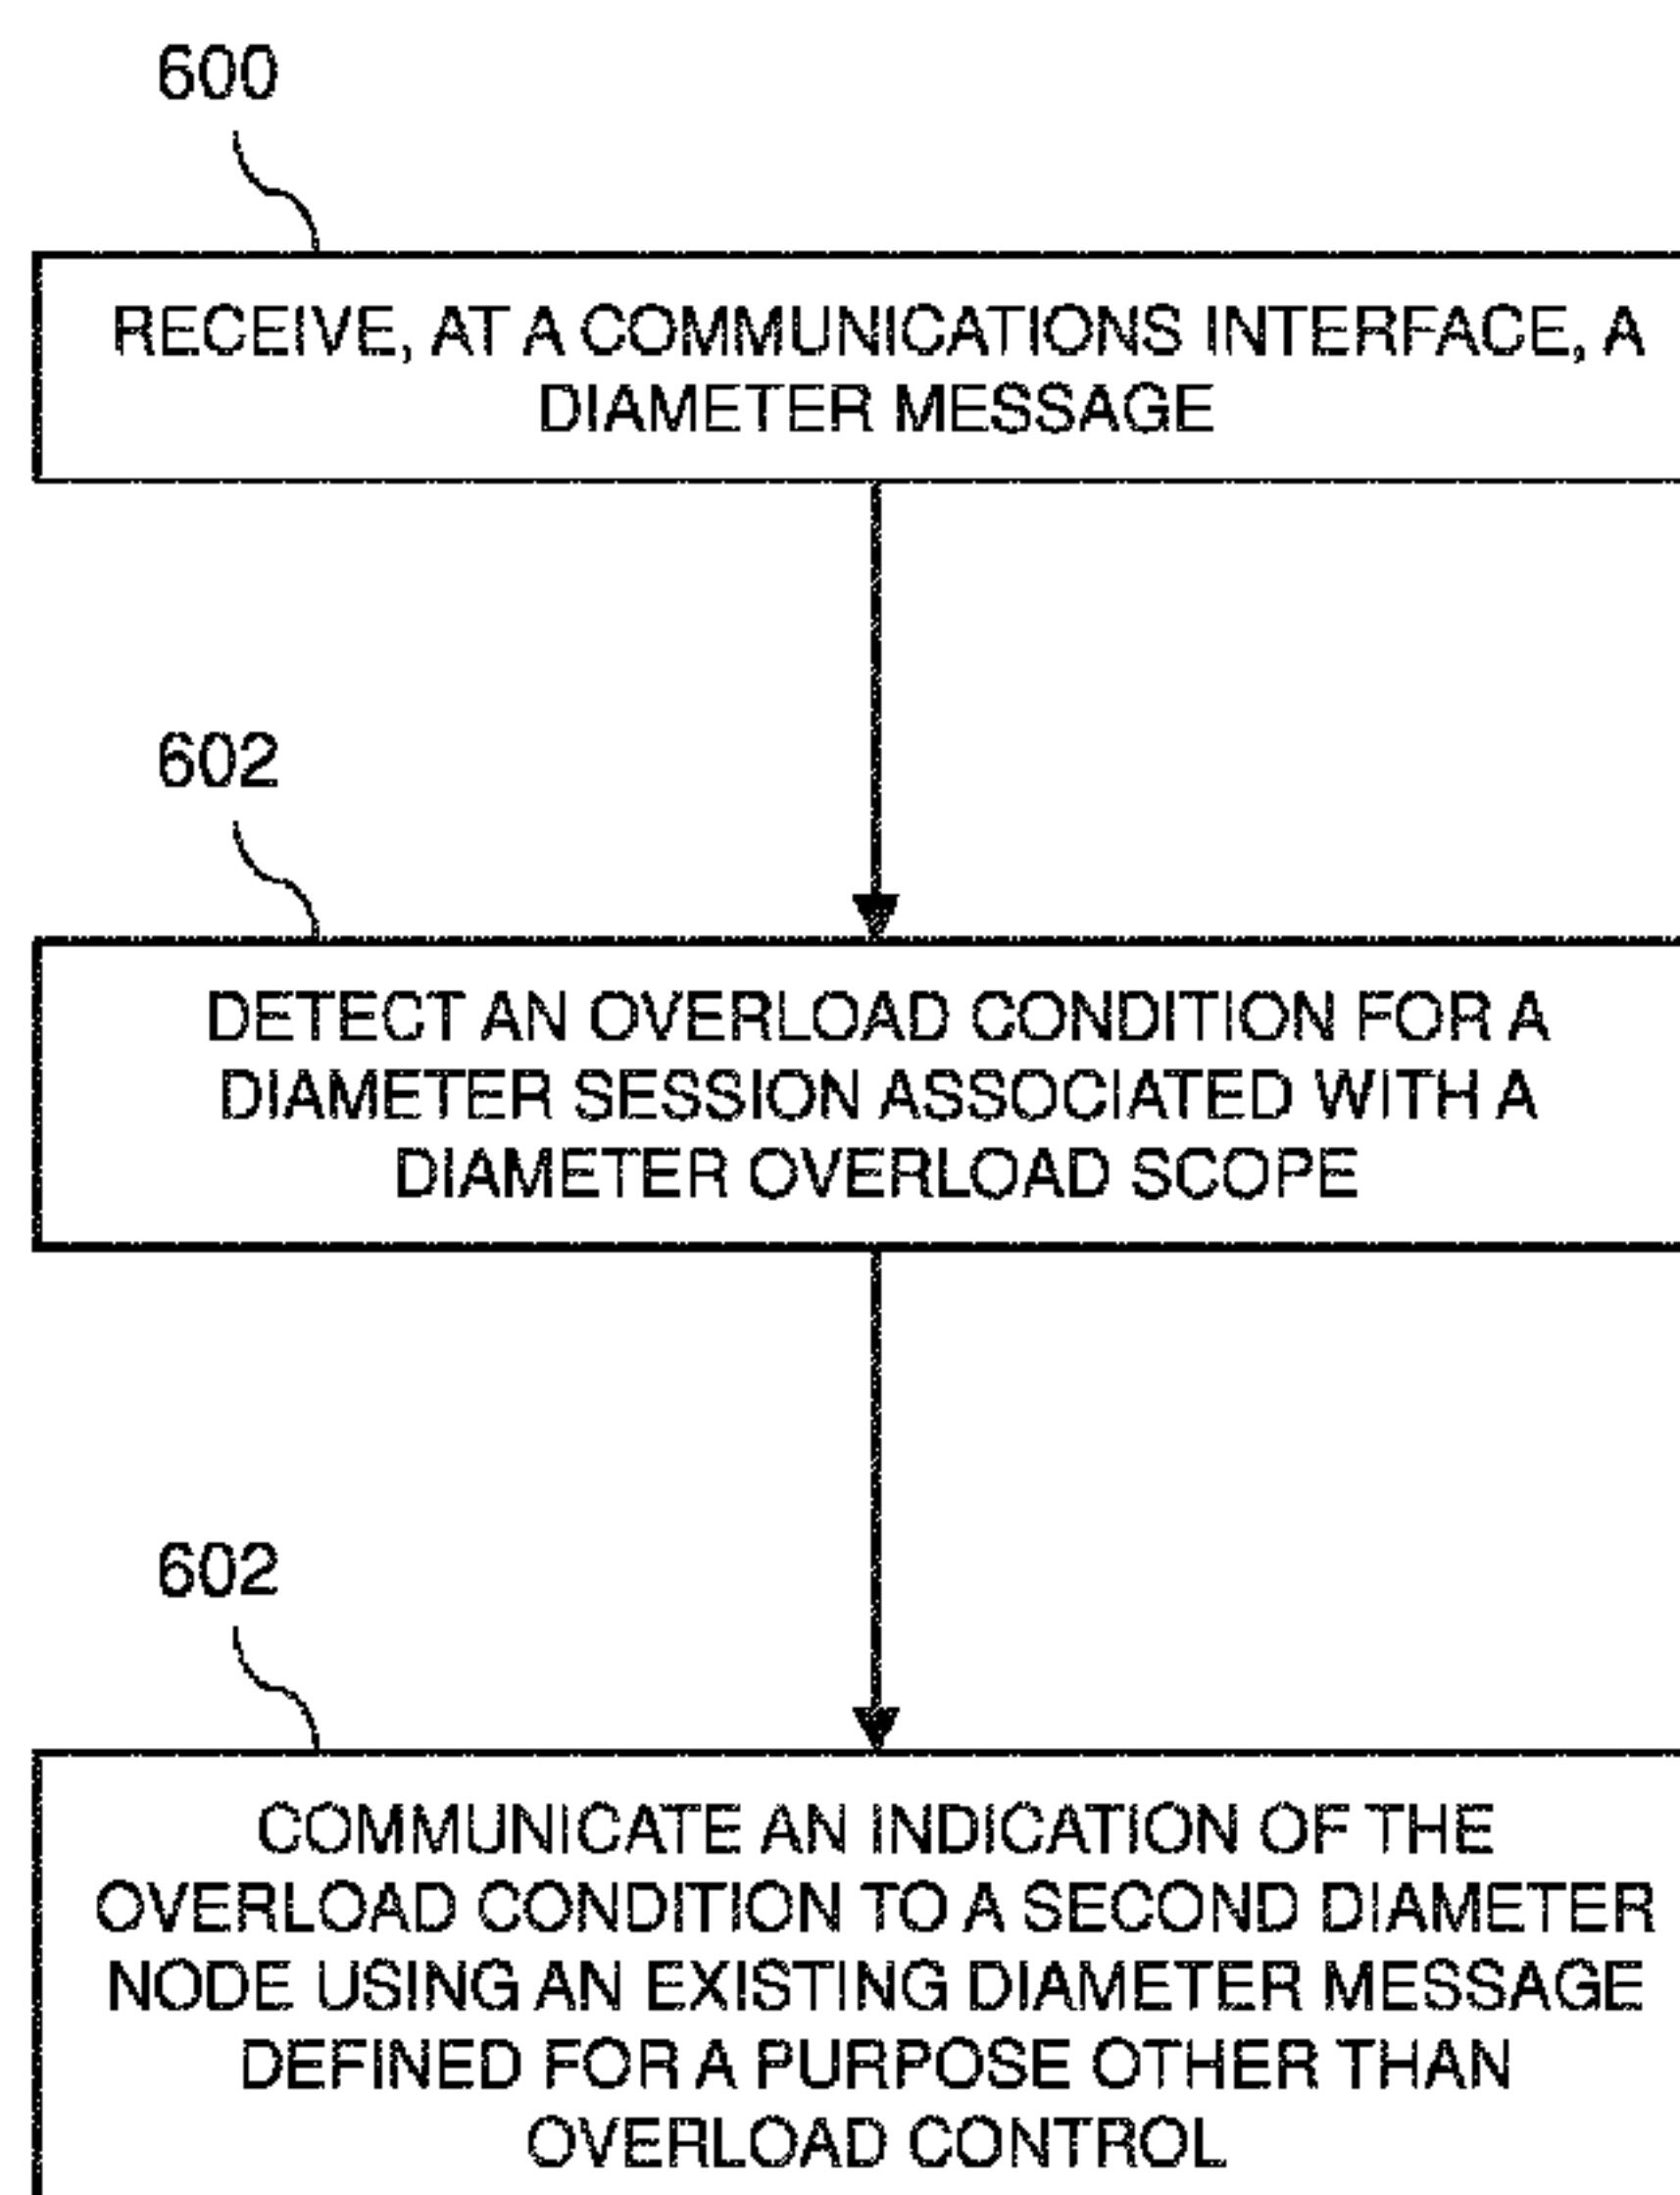 600
RECEIVE, AT A COMMUNICATIONS INTERFACE, A
DIAMETER MESSAGE
602
DETECT AN OVERLOAD CONDITION FOR A
DIAMETER SESSION ASSOCIATED WITH A
DIAMETER OVERLOAD SCOPE
602
COMMUNICATE AN INDICATION OF THE
OVERLOAD CONDITION TO A SECOND DIAMETER
NODE USING AN EXISTING DIAMETER MESSAGE
DEFINED FOR A PURPOSE OTHER THAN
OVERLOAD CONTROL